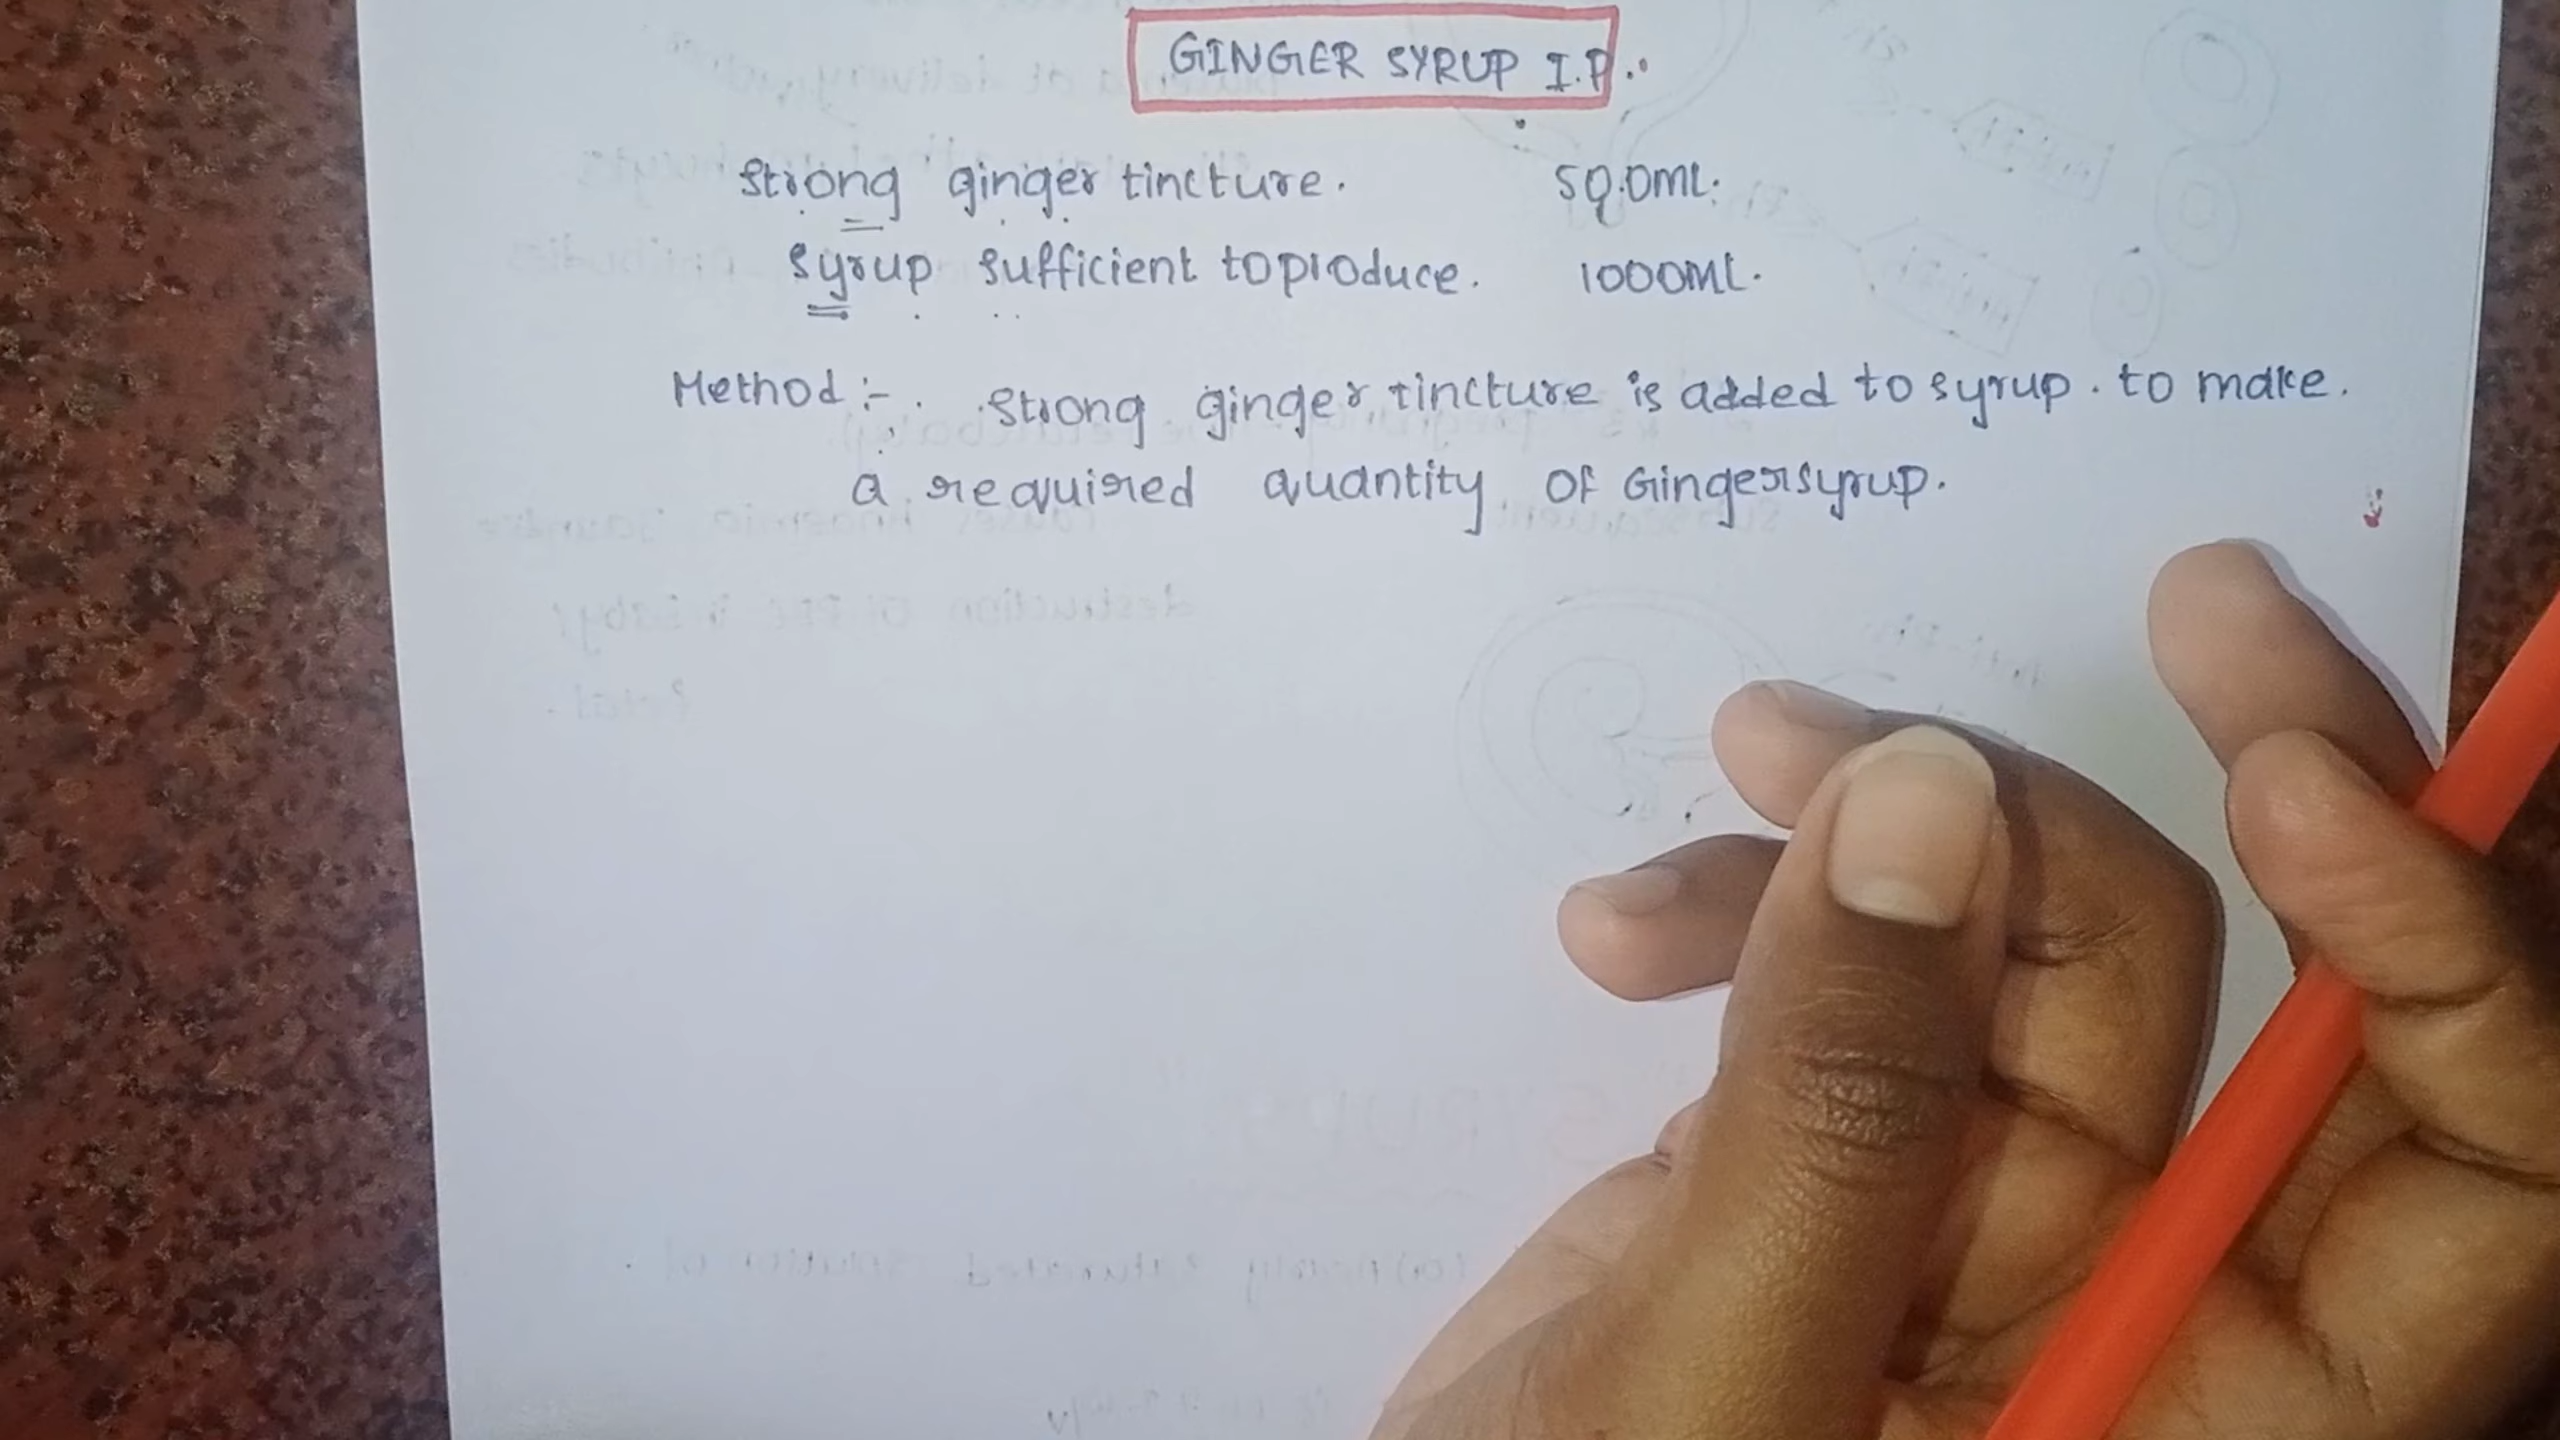 GINGER SYRUP I.P..
Strong ginger tincture. 50.0ML.
Syrup sufficient to produce. 1000ML.
Method :-. Strong ginger tincture is added to syrup. to make.
a required quantity of Ginger syrup.